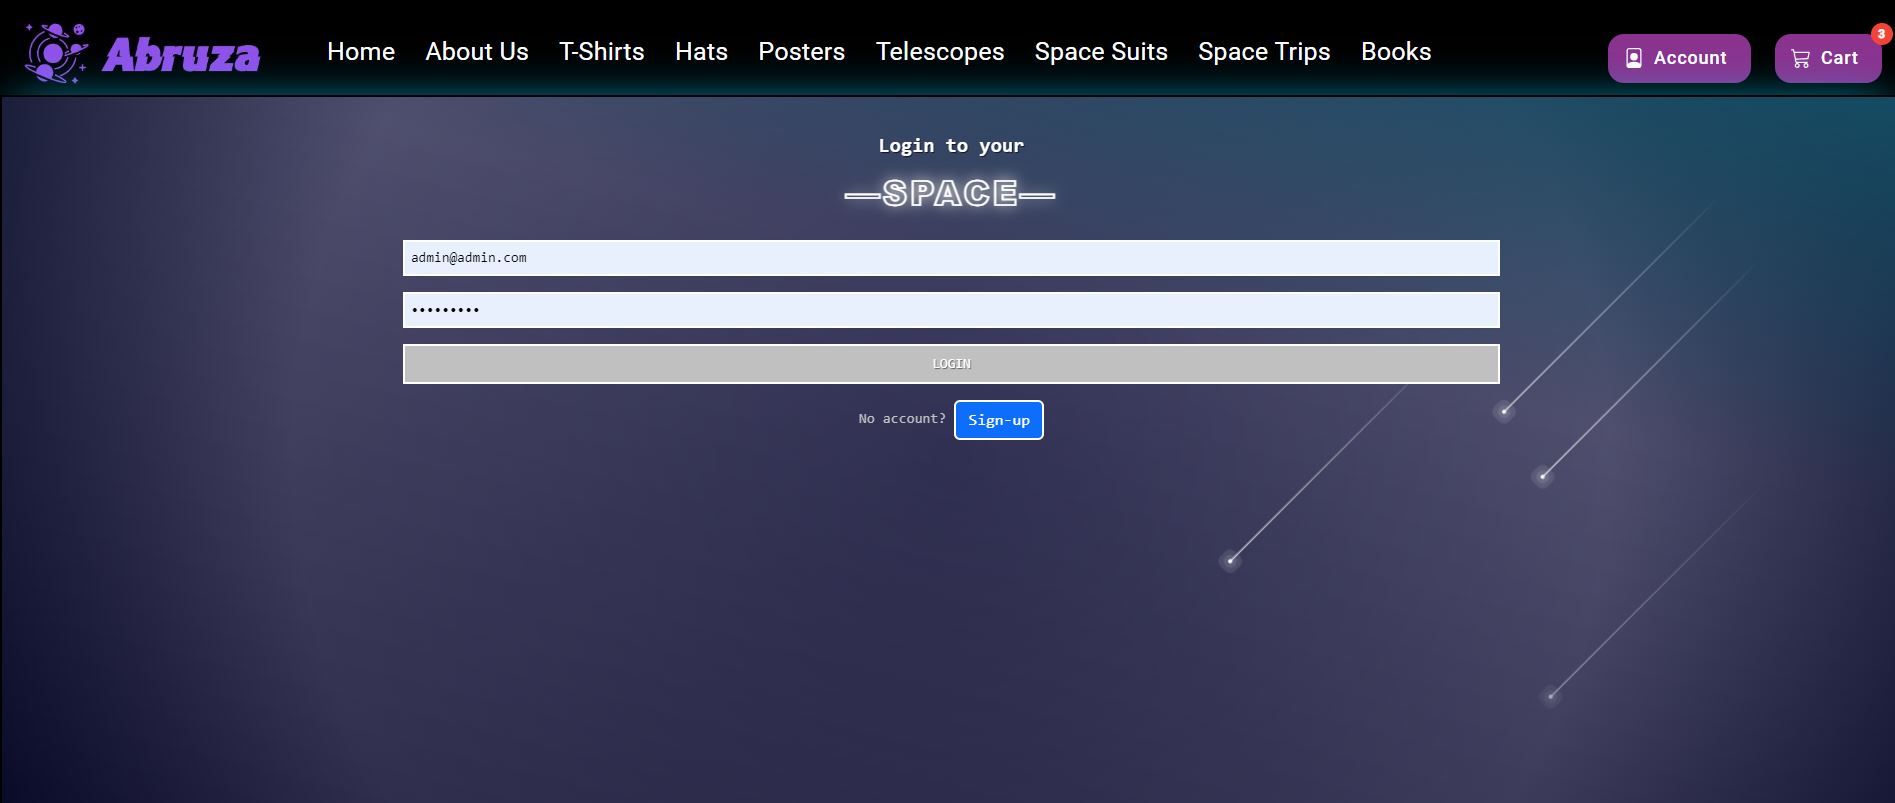 Abruza
Home About Us T-Shirts Hats Posters Telescopes Space Suits Space Trips Books
Account
Cart
3
Login to your
—SPACE—
admin@admin.com
•••••••••
LOGIN
No account? Sign-up